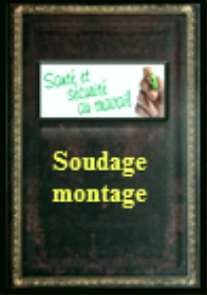 Santé et
sécurité
au travail
Soudage
montage